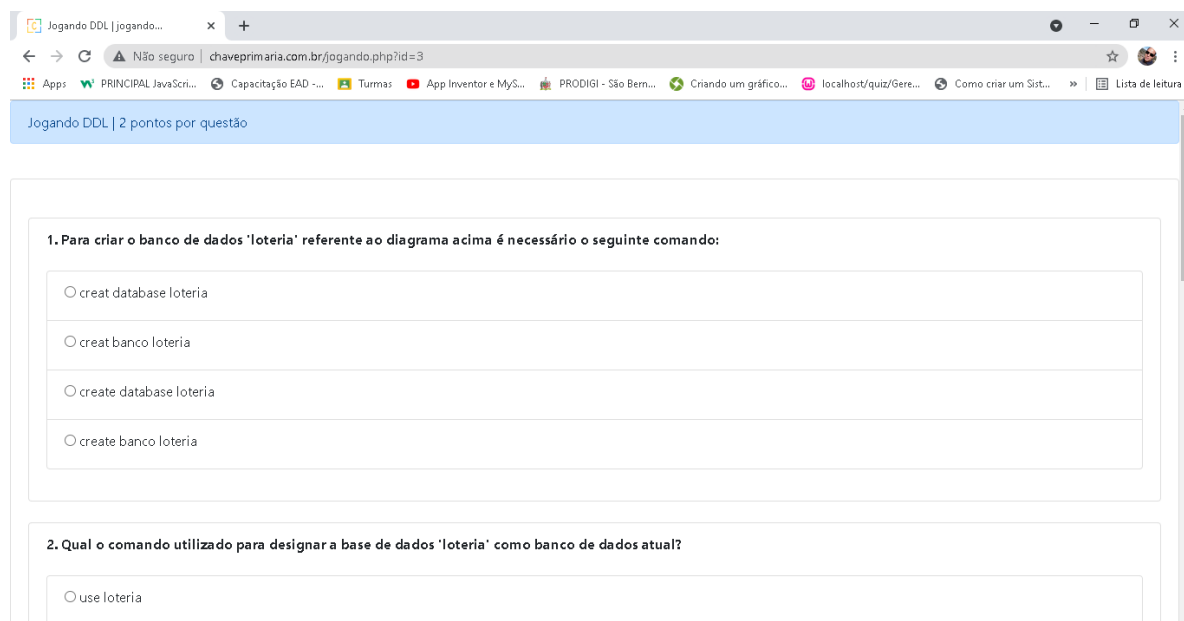 Jogando DDL | jogando...
Não seguro | chaveprimaria.com.br/jogando.php?id=3
Apps PRINCIPAL JavaScri... Capacitação EAD -... Turmas App Inventor e MyS... PRODIGI - São Bern... Criando um gráfico... localhost/quiz/Gere... Como criar um Sist... » Lista de leitura
Jogando DDL | 2 pontos por questão
1. Para criar o banco de dados 'loteria' referente ao diagrama acima é necessário o seguinte comando:
creat database loteria
creat banco loteria
create database loteria
create banco loteria
2. Qual o comando utilizado para designar a base de dados 'loteria' como banco de dados atual?
use loteria